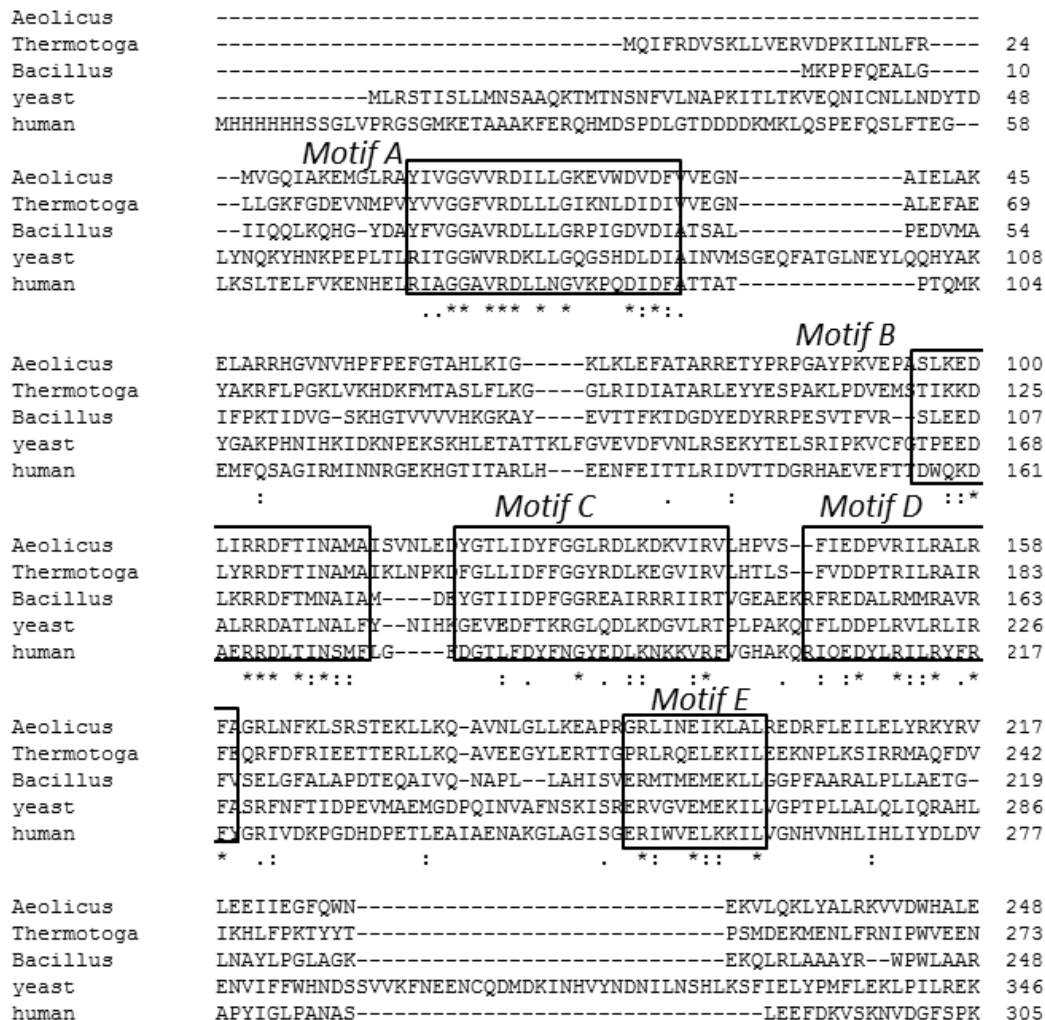 Aeolicus ------------------------------------------------------------
Thermotoga --------------------------------MQIFRDVSKLLVERVDPKILNLFR---- 24
Bacillus ----------------------------------------------MKPPFQEALG---- 10
yeast ------------MLRSTISLLMNSAAQKTMTNSNFVLNAPKITLTKVEQNICNLLNDYTD 48
human MHHHHHHSSGLVPRGSGMKETAAAKFERQHMDSPDLGTDDDDKMKLQSPEFQSLFTEG-- 58
Motif A
Aeolicus --MVGQIAKEMGLRAYIVGGVVRDILLGKEVWDVDFVVEGN-------------AIELAK 45
Thermotoga --LLGKFGDEVNMPVYVVGGFVRDLLLGIKNLDIDIVVEGN-------------ALEFAE 69
Bacillus --IIQQLKQHG-YDAYFVGGAVRDLLLGRPIGDVDIATSAL-------------PEDVMA 54
yeast LYNQKYHNKPEPLTLRITGGWVRDKLLGQGSHDLDIAINVMSGEQFATGLNEYLQQHYAK 108
human LKSLTELFVKENHELRIAGGAVRDLLNGVKPQDIDFATTAT-------------PTQMK 104
..** *** * * *:*:.
Motif B
Aeolicus ELARRHGVNVHPFPEFGTAHLKIG-----KLKLEFATARRETYPRPGAYPKVEPASLKED 100
Thermotoga YAKRFLPGKLVKHDKFMTASLFLKG----GLRIDIATARLEYYESPAKLPDVEMSTIKKD 125
Bacillus IFPKTIDVG-SKHGTVVVVHKGKAY----EVTTFKTDGDYEDYRRPESVTFVR--SLEED 107
yeast YGAKPHNIHKIDKNPEKSKHLETATTKLFGVEVDFVNLRSEKYTELSRIPKVCFGTPEED 168
human EMFQSAGIRMINNRGEKHGTITARLH---EENFEITTLRIDVTTDGRHAEVEFTTDWQKD 161
: . : ::*
Motif C Motif D
Aeolicus LIRRDFTINAMAISVNLEDYGTLIDYFGGLRDLKDKVIRVLHPVS--FIEDPVRILRALR 158
Thermotoga LYRRDFTINAMAIKLNPKDFGLLIDFFGGYRDLKEGVIRVLHTLS--FVDDPTRILRAIR 183
Bacillus LKRRDFTMNAIAM----DEYGTIIDPFGGREAIRRRIIRTVGEAEKRFREDALRMMRAVR 163
yeast ALRRDATLNALFY--NIHKGEVEDFTKRGLQDLKDGVLRTPLPAKQTFLDDPLRVLRLIR 226
human AERRDLTINSMFLG----FDGTLFDYFNGYEDLKNKKVRFVGHAKQRIQEDYLRILRYFR 217
*** *:*:: : . * . :: :* . : :* *::* .*
Motif E
Aeolicus FAGRLNFKLSRSTEKLLKQ-AVNLGLLKEAPRGRLINEIKLALREDRFLEILELYRKYRV 217
Thermotoga FEQRFDFRIEETTERLLKQ-AVEEGYLERTTGPRLRQELEKILEEKNPLKSIRRMAQFDV 242
Bacillus FVSELGFALAPDTEQAIVQ-NAPL--LAHISVERMTMEMEKLLGGPFAARALPLLAETG- 219
yeast FASRFNFTIDPEVMAEMGDPQINVAFNSKISRERVGVEMEKILVGPTPLLALQLIQRAHL 286
human FYGRIVDKPGDHDPETLEAIAENAKGLAGISGERIWVELKKILVGNHVNHLIHLIYDLDV 277
* .: : . *: *:: * :
Aeolicus LEEIIEGFQWN-----------------------------EKVLQKLYALRKVVDWHALE 248
Thermotoga IKHLFPKTYYT-----------------------------PSMDEKMENLFRNIPWVEEN 273
Bacillus LNAYLPGLAGK-----------------------------EKQLRLAAAYR--WPWLAAR 248
yeast ENVIFFWHNDSSVVKFNEENCQDMDKINHVYNDNILNSHLKSFIELYPMFLEKLPILREK 346
human APYIGLPANAS--------------------------------LEEFDKVSKNVDGFSPK 305